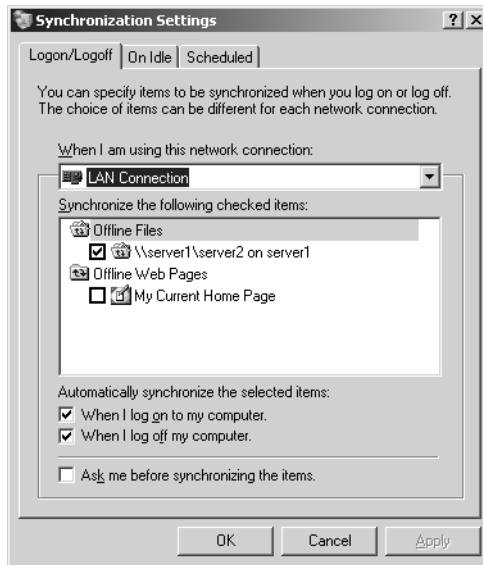 Synchronization Settings
Logon/Logoff
On Idle
Scheduled
You can specify items to be synchronized when you log on or log off.
The choice of items can be different for each network connection.
When I am using this network connection:
LAN Connection
Synchronize the following checked items:
Offline Files
\\server1\server2 on server1
Offline Web Pages
My Current Home Page
Automatically synchronize the selected items:
When I log on to my computer.
When I log off my computer.
Ask me before synchronizing the items.
OK
Cancel
Apply